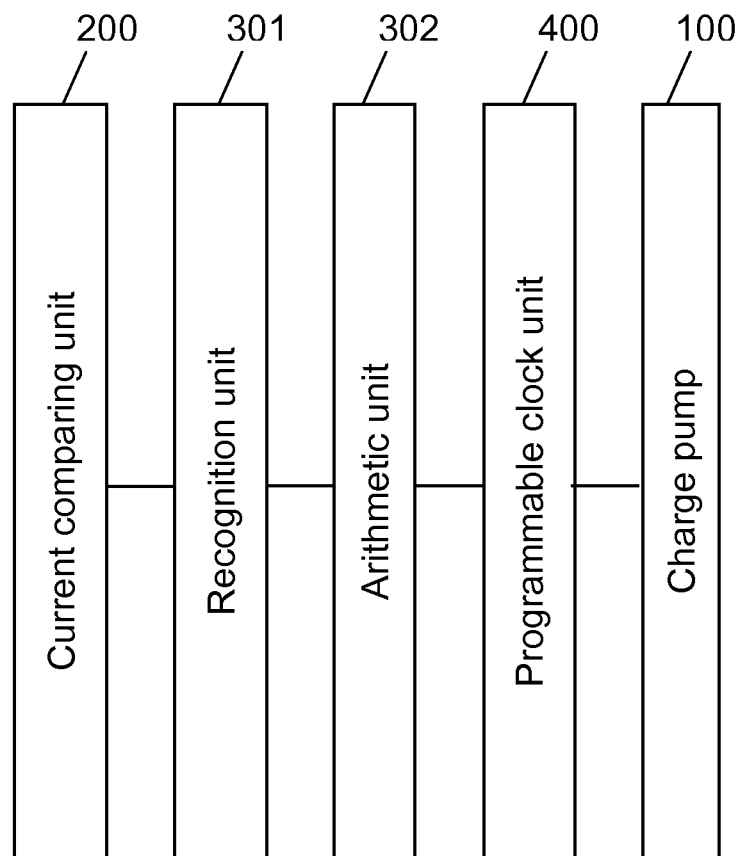 200
301
302
400
100
Current comparing unit
Recognition unit
Arithmetic unit
Programmable clock unit
Charge pump